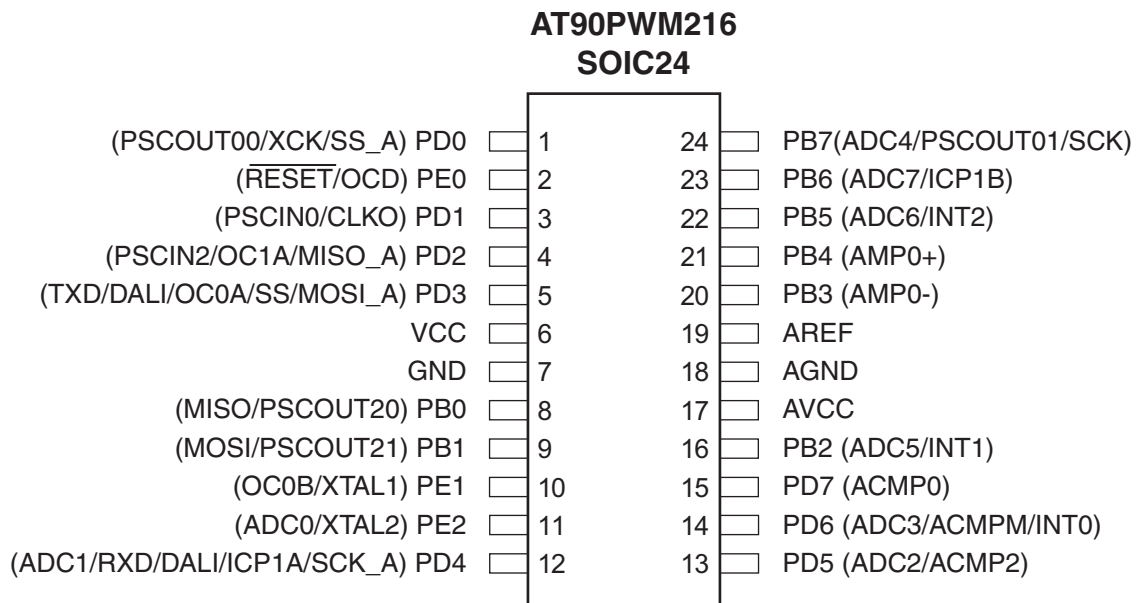 AT90PWM216
SOIC24
(PSCOUT00/XCK/SS_A) PD0 1 24 PB7(ADC4/PSCOUT01/SCK)
(RESET/OCD) PE0 2 23 PB6 (ADC7/ICP1B)
(PSCIN0/CLKO) PD1 3 22 PB5 (ADC6/INT2)
(PSCIN2/OC1A/MISO_A) PD2 4 21 PB4 (AMP0+)
(TXD/DALI/OC0A/SS/MOSI_A) PD3 5 20 PB3 (AMP0-)
VCC 6 19 AREF
GND 7 18 AGND
(MISO/PSCOUT20) PB0 8 17 AVCC
(MOSI/PSCOUT21) PB1 9 16 PB2 (ADC5/INT1)
(OC0B/XTAL1) PE1 10 15 PD7 (ACMP0)
(ADC0/XTAL2) PE2 11 14 PD6 (ADC3/ACMPM/INT0)
(ADC1/RXD/DALI/ICP1A/SCK_A) PD4 12 13 PD5 (ADC2/ACMP2)